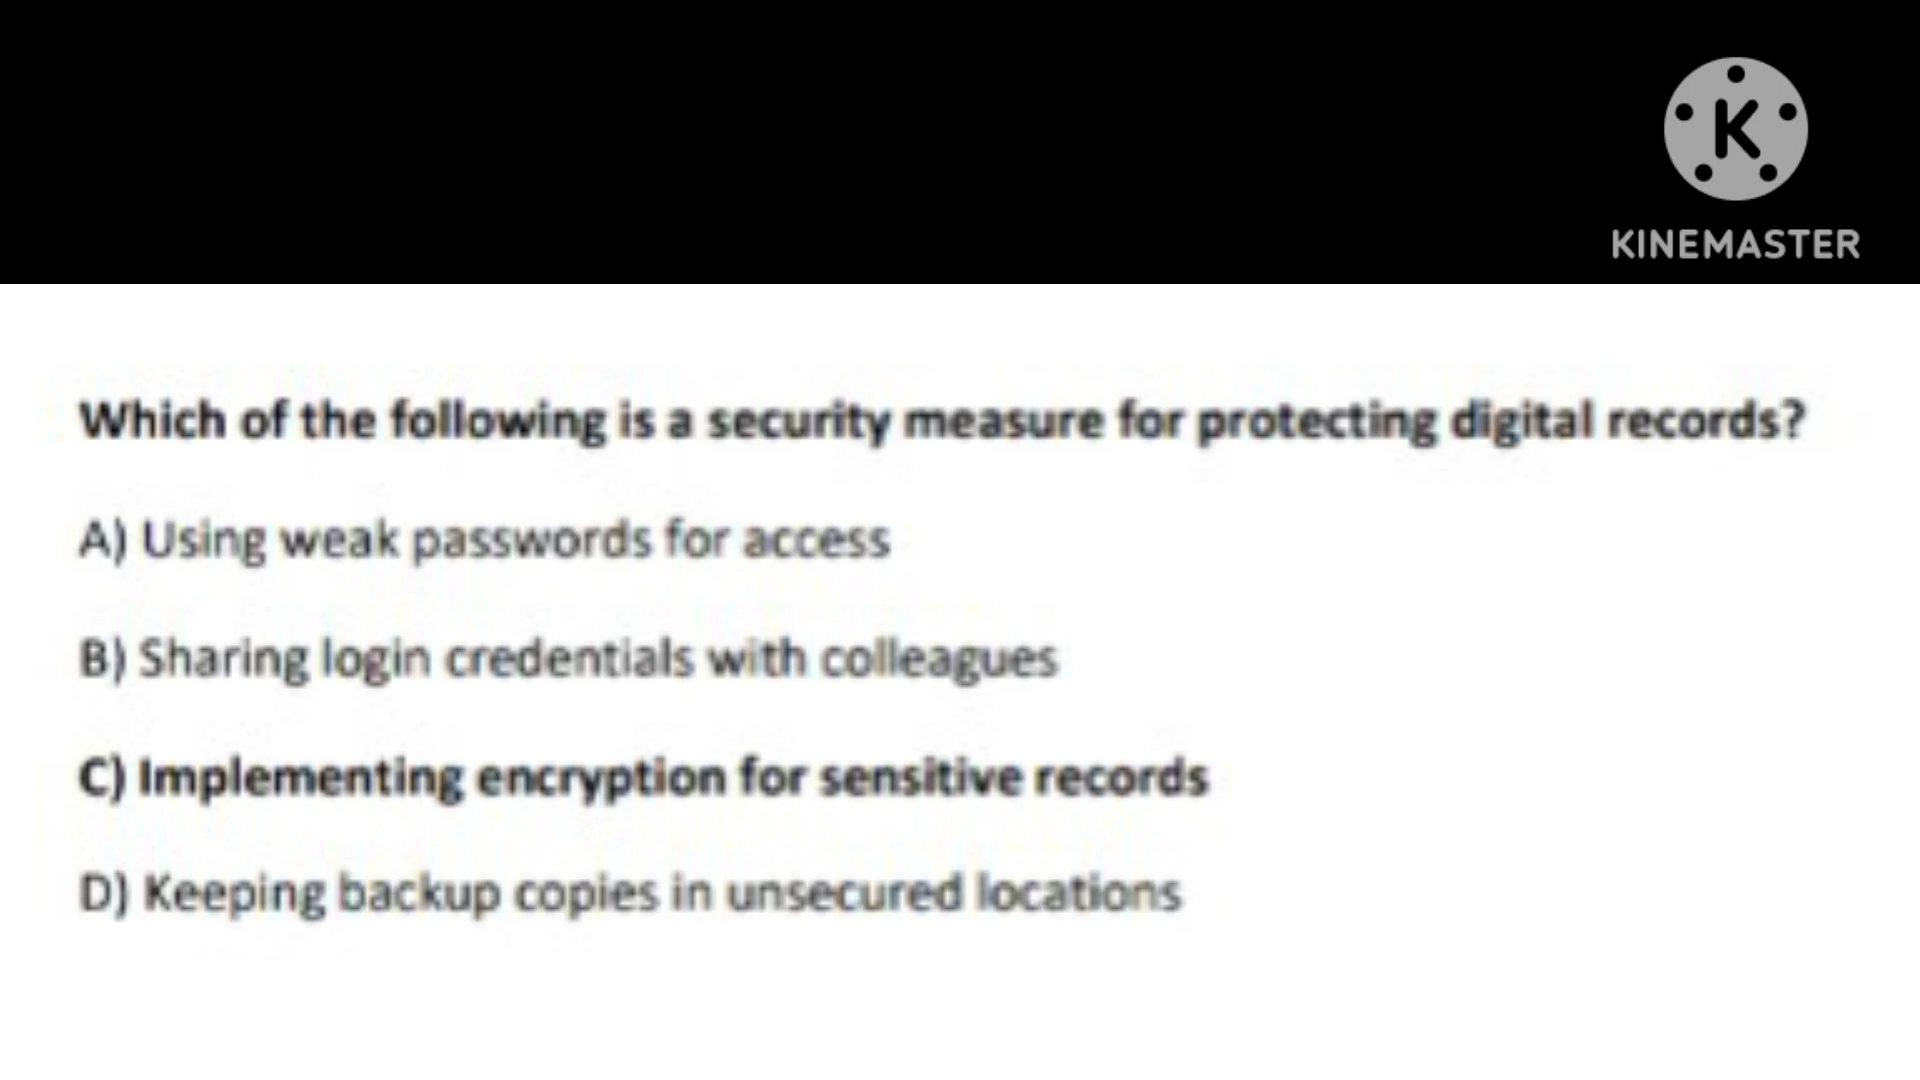 KINEMASTER
Which of the following is a security measure for protecting digital records?
A) Using weak passwords for access
B) Sharing login credentials with colleagues
C) Implementing encryption for sensitive records
D) Keeping backup copies in unsecured locations